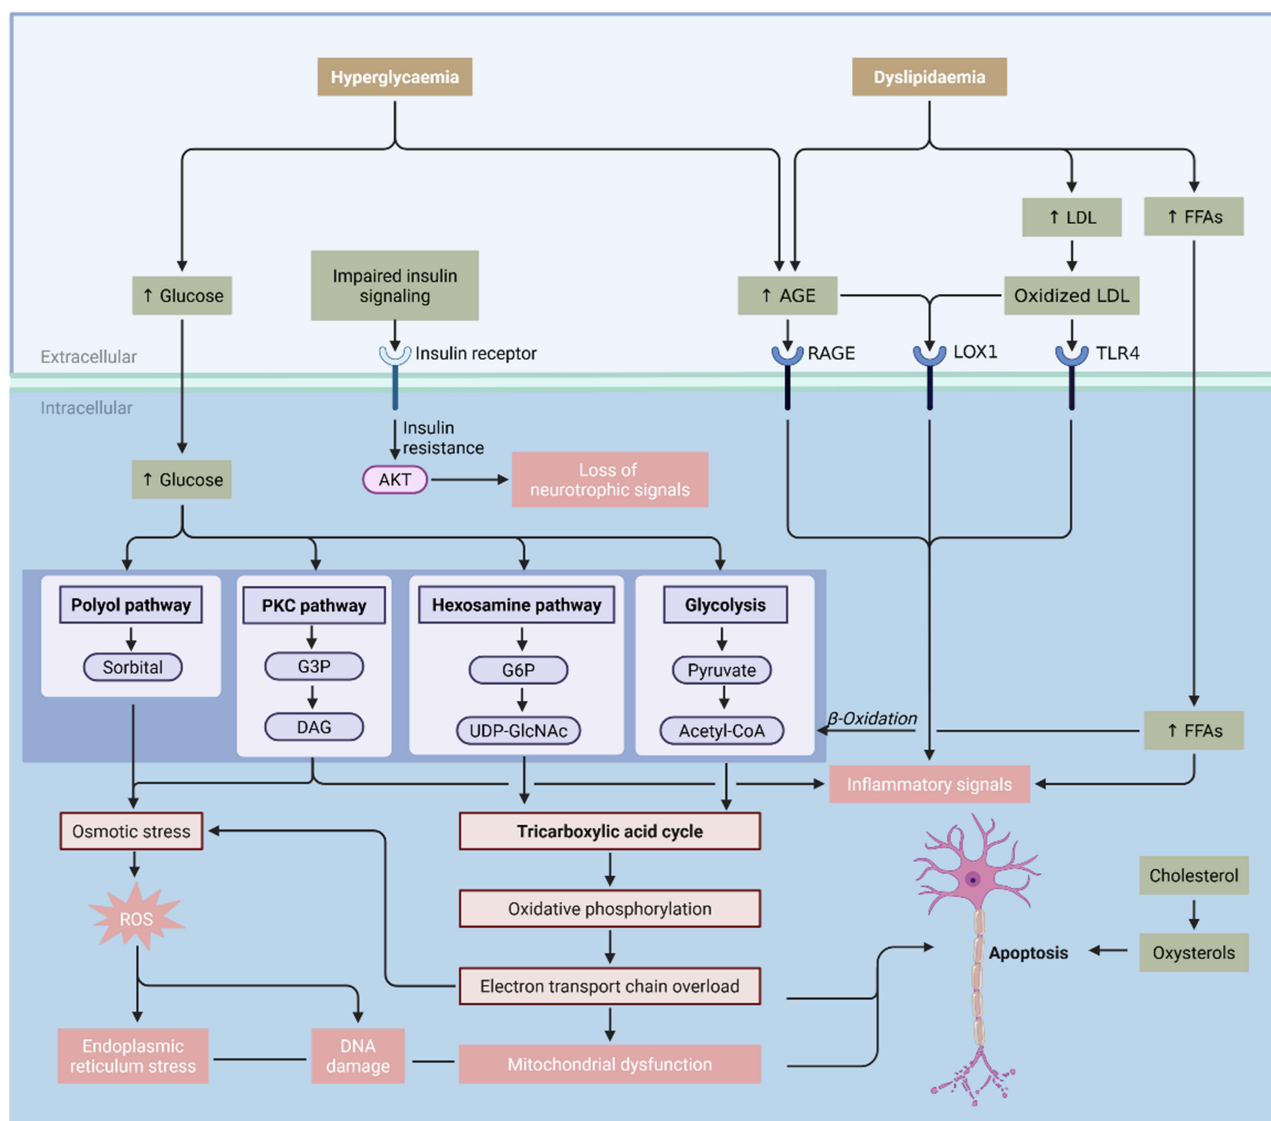 Hyperglycaemia
Dyslipidaemia
↑ LDL
↑ FFAs
Impaired insulin
signaling
↑ Glucose
↑ AGE
Oxidized LDL
Extracellular
Insulin receptor
RAGE
LOX1
TLR4
Intracellular
Insulin
resistance
↑ Glucose
AKT
Loss of
neurotrophic signals
Polyol pathway
PKC pathway
Hexosamine pathway
Glycolysis
Sorbital
G3P
G6P
Pyruvate
DAG
UDP-GlcNAc
Acetyl-CoA
β-Oxidation
↑ FFAs
Inflammatory signals
Osmotic stress
Tricarboxylic acid cycle
Cholesterol
ROS
Oxidative phosphorylation
Apoptosis
Oxysterols
Electron transport chain overload
Endoplasmic
reticulum stress
DNA
damage
Mitochondrial dysfunction